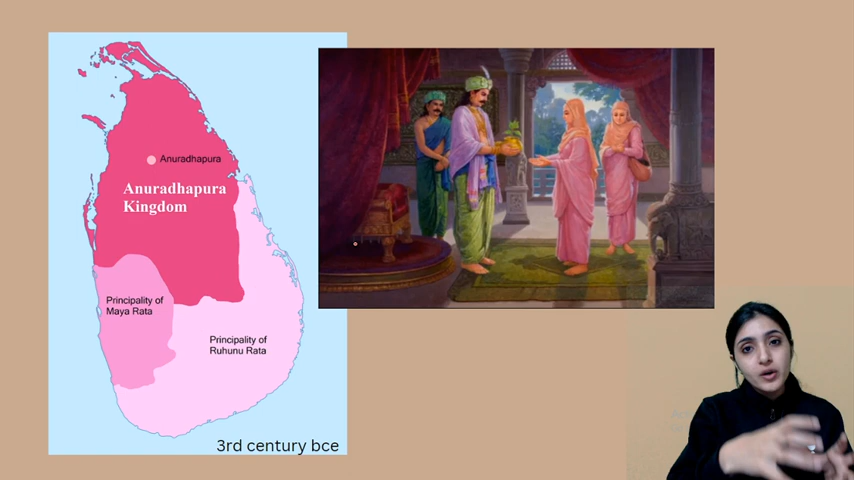 Anuradhapura
Anuradhapura
Kingdom
Principality of
Maya Rata
Principality of
Ruhunu Rata
3rd century bce